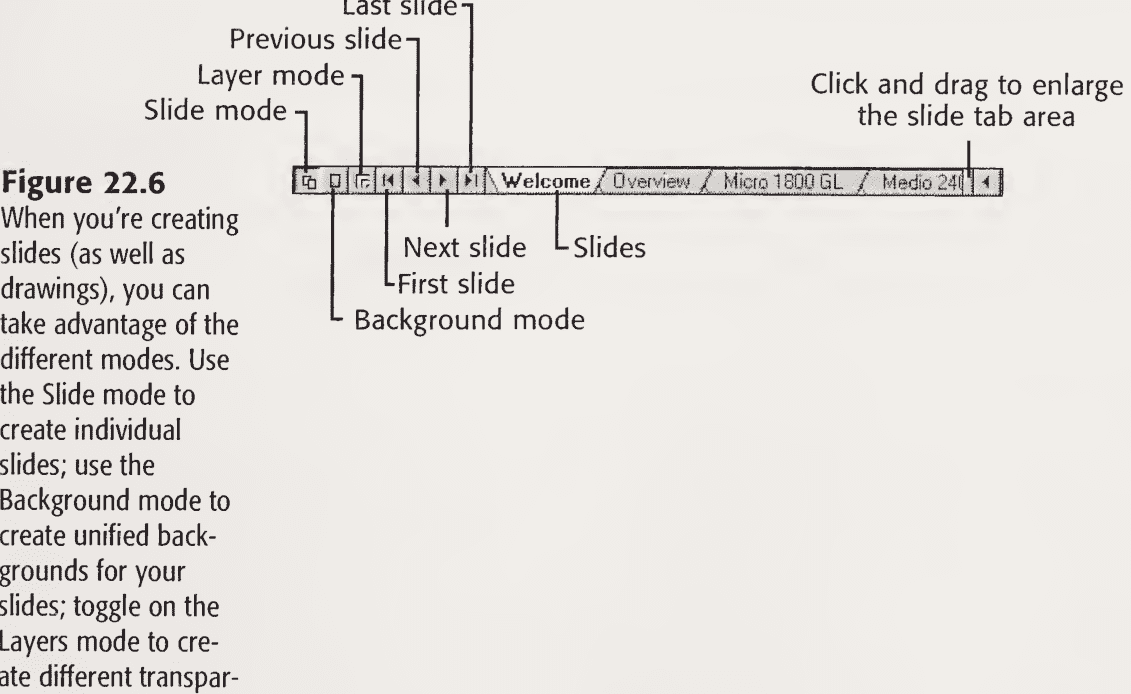 Last slide
Previous slide
Layer mode
Slide mode
Click and drag to enlarge
the slide tab area
Welcome / Overview / Micro 1800 GL / Medio 24
Next slide
Slides
First slide
Background mode
Figure 22.6
When you're creating
slides (as well as
drawings), you can
take advantage of the
different modes. Use
the Slide mode to
create individual
slides; use the
Background mode to
create unified back-
grounds for your
slides; toggle on the
Layers mode to cre-
ate different transpar-